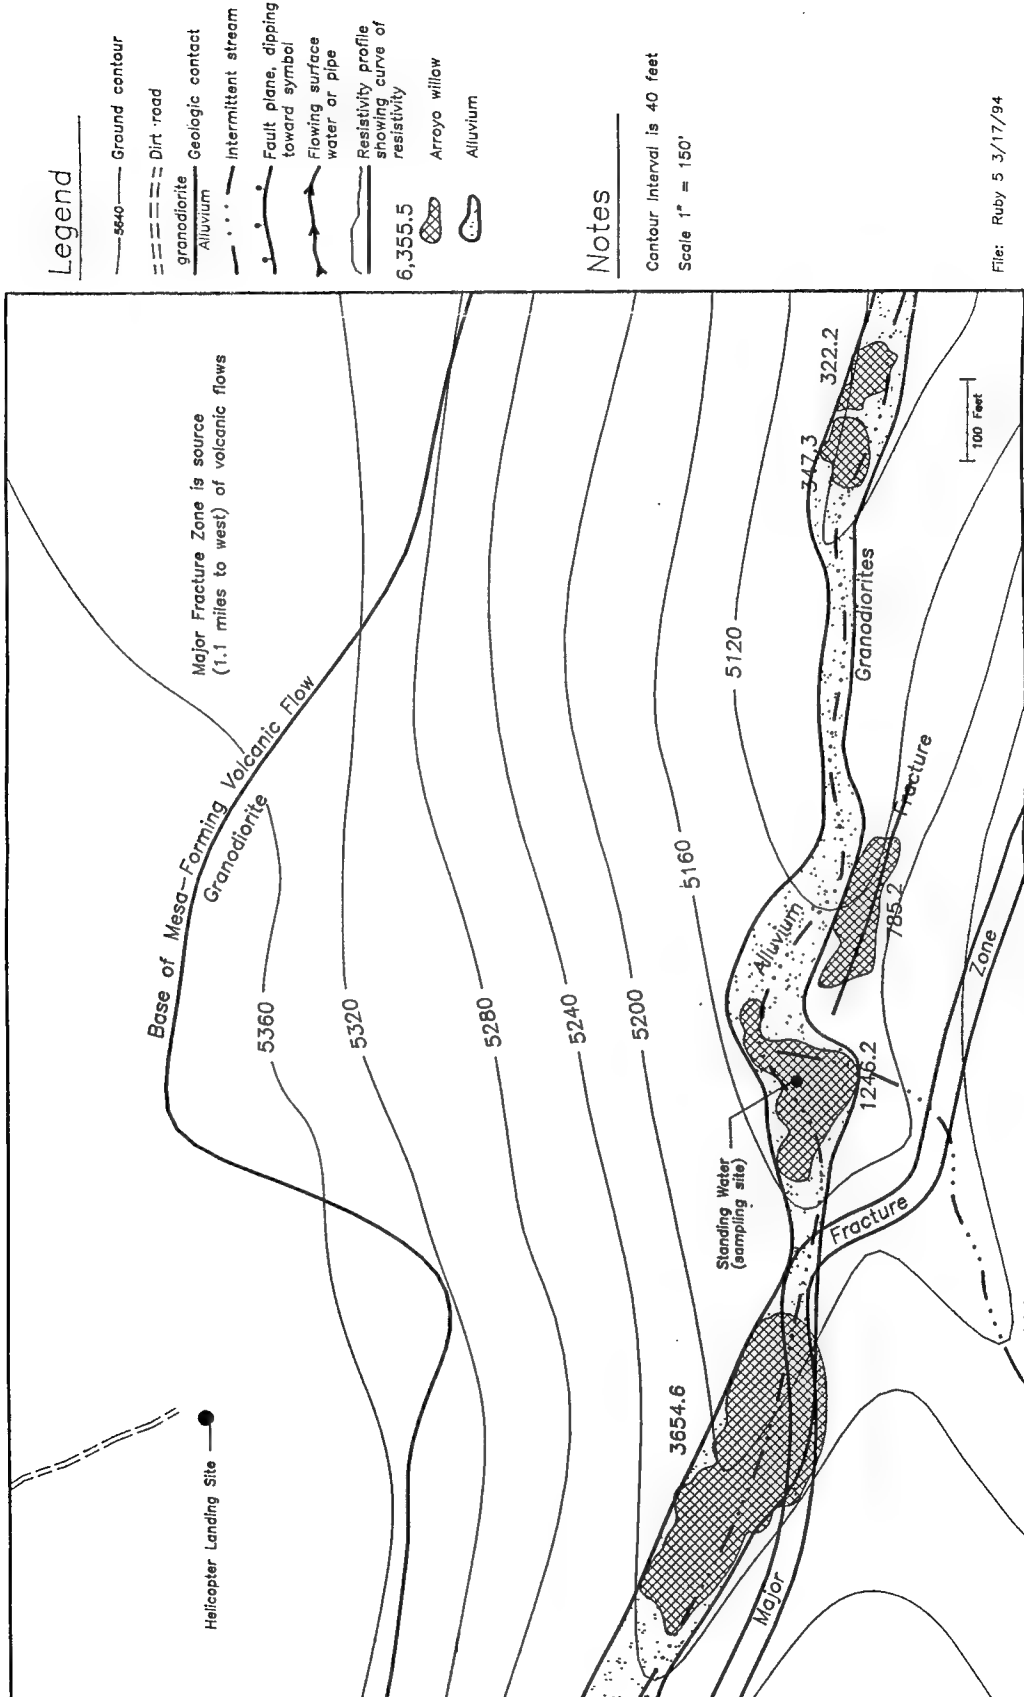 Legend
5640 Ground contour
Dirt road
granodiorite
Alluvium
Geologic contact
Intermittent stream
Fault plane, dipping
toward symbol
Flowing surface
water or pipe
Resistivity profile
showing curve of
resistivity
6,355.5
Arroyo willow
Alluvium
Notes
Contour Interval is 40 feet
Scale 1" = 150'
File: Ruby 5 3/17/94
Major Fracture Zone is source
(1.1 miles to west) of volcanic flows
Base of Mesa-Forming Volcanic Flow
Granodiorite
Helicopter Landing Site
5360
5320
5280
5240
5200
5160
5120
Standing Water
(sampling site)
3654.6
1246.2
785.2
347.3
322.2
Alluvium
Granodiorites
Fracture
Major
Fracture
Zone
100 Feet